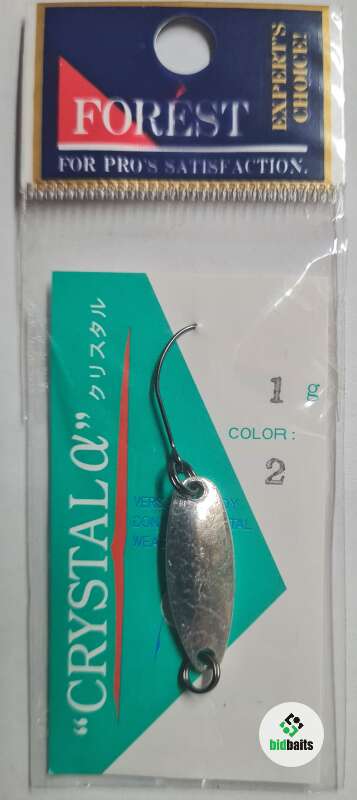 FORÉST
EXPERT'S
CHOICE!
FOR PRO'S SATISFACTION.
"CRYSTAL α" クリスタル
1 g
COLOR:
2
bidbaits